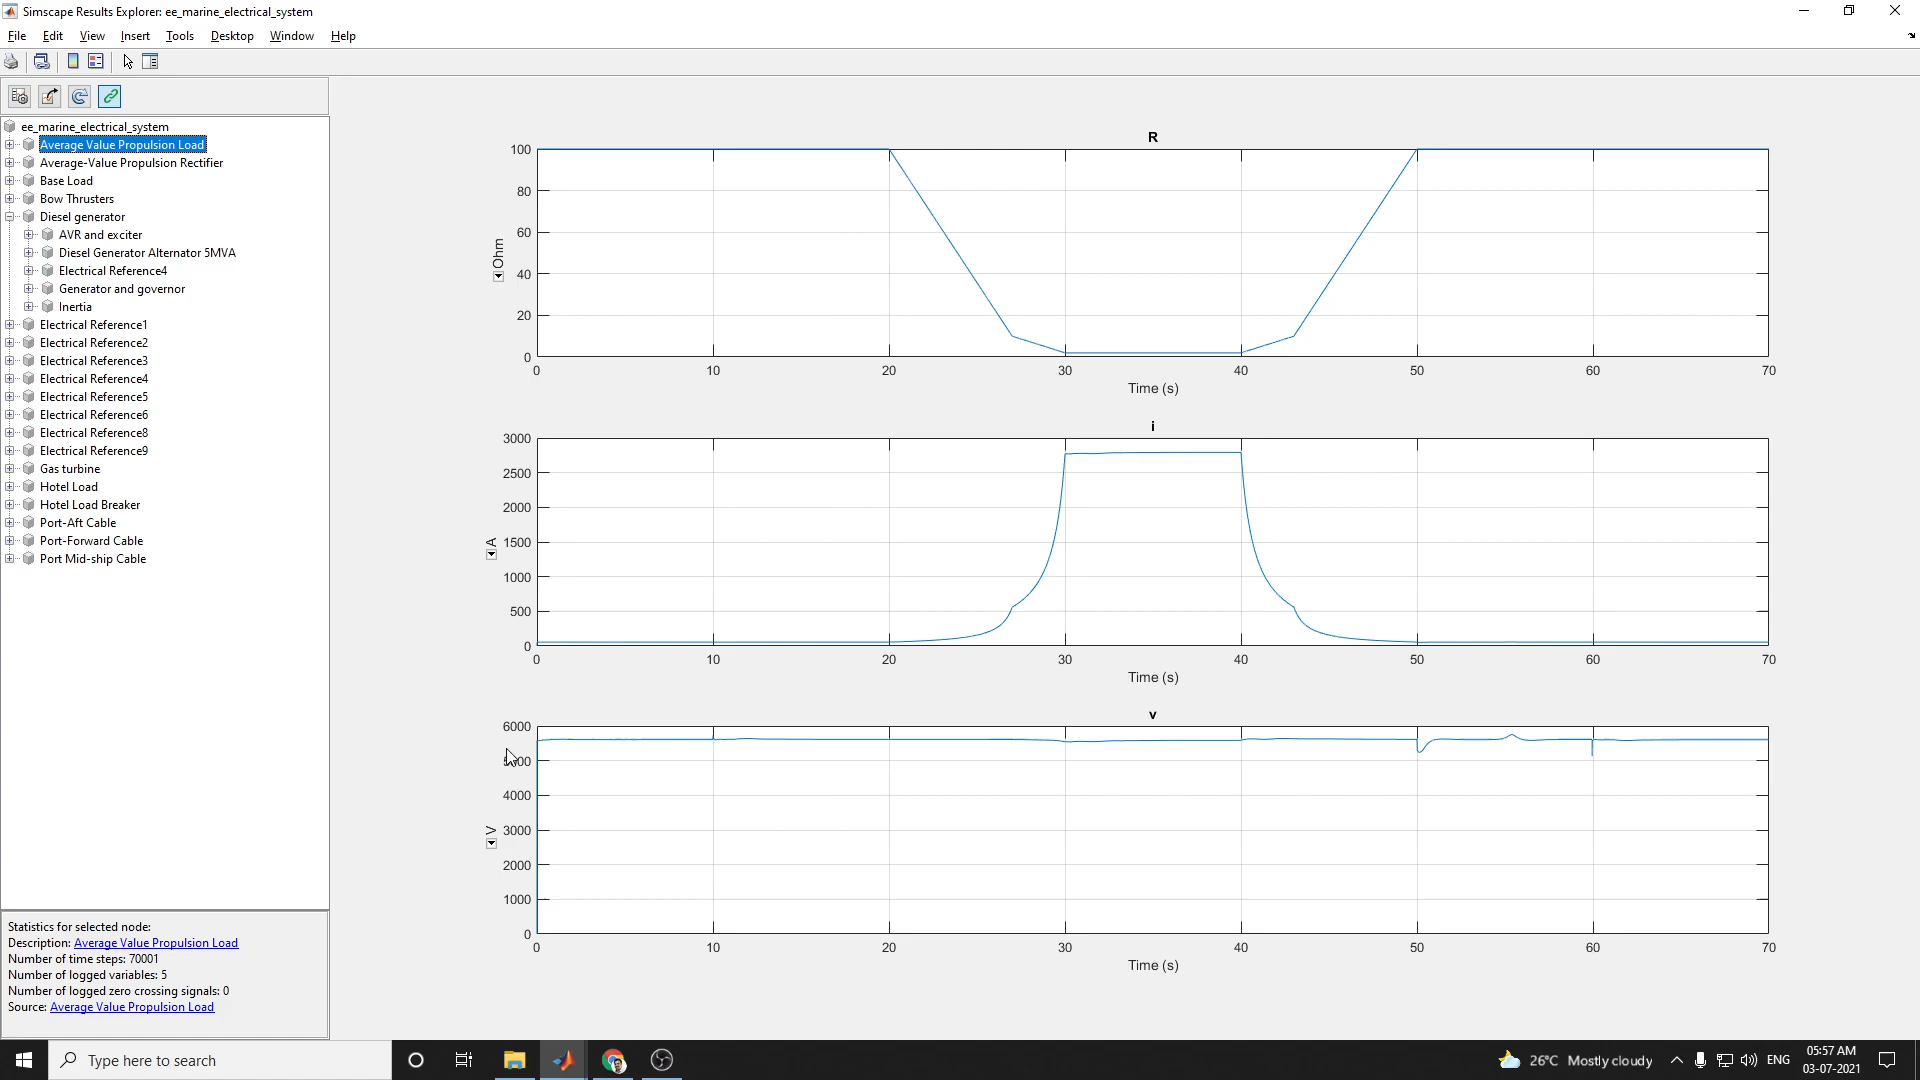 Simscape Results Explorer: ee_marine_electrical_system
File Edit View Insert Tools Desktop Window Help
ee_marine_electrical_system
Average Value Propulsion Load
Average-Value Propulsion Rectifier
Base Load
Bow Thrusters
Diesel generator
AVR and exciter
Diesel Generator Alternator 5MVA
Electrical Reference4
Generator and governor
Inertia
Electrical Reference1
Electrical Reference2
Electrical Reference3
Electrical Reference4
Electrical Reference5
Electrical Reference6
Electrical Reference8
Electrical Reference9
Gas turbine
Hotel Load
Hotel Load Breaker
Port-Aft Cable
Port-Forward Cable
Port Mid-ship Cable
Statistics for selected node:
Description: Average Value Propulsion Load
Number of time steps: 70001
Number of logged variables: 5
Number of logged zero crossing signals: 0
Source: Average Value Propulsion Load
R
100
80
60
40
20
0
Ohm
0 10 20 30 40 50 60 70
Time (s)
i
3000
2500
2000
1500
1000
500
0
A
0 10 20 30 40 50 60 70
Time (s)
v
6000
4000
3000
2000
1000
0
V
0 10 20 30 40 50 60 70
Time (s)
Type here to search
26°C Mostly cloudy
ENG
05:57 AM
03-07-2021